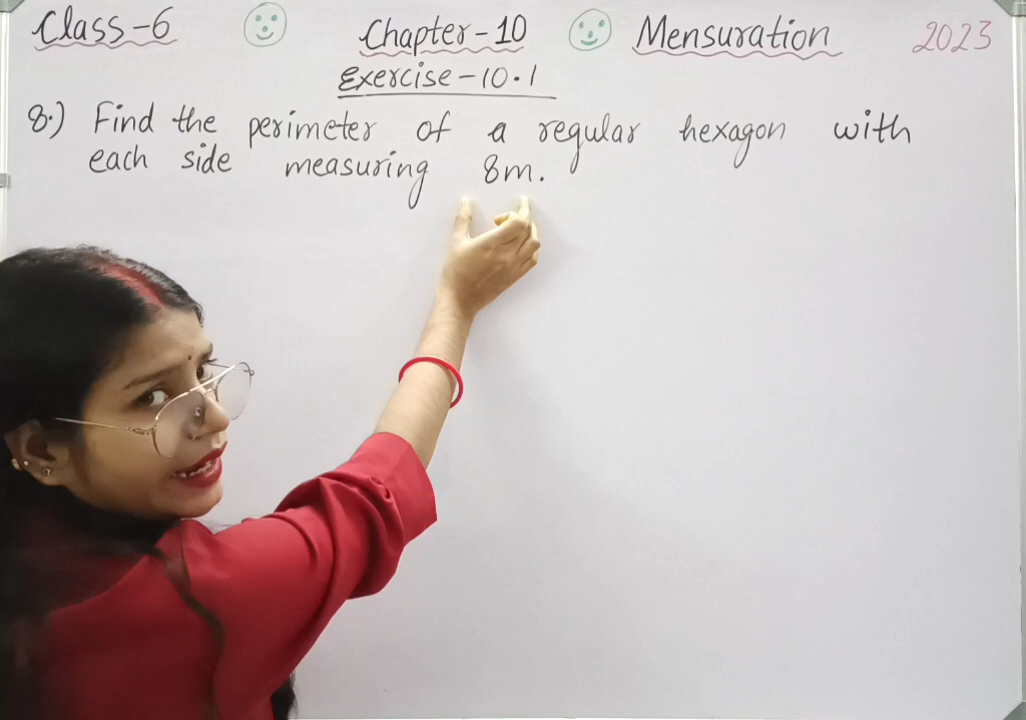 Class-6 Chapter-10 Mensuration 2023
Exercise-10.1
8.) Find the perimeter of a regular hexagon with
each side measuring 8m.